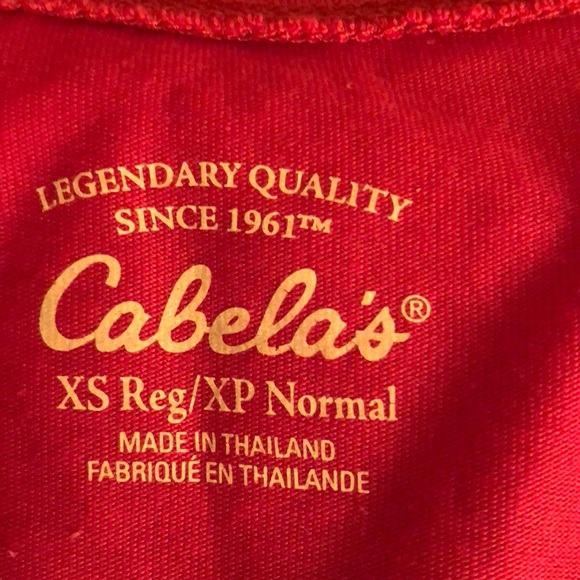 LEGENDARY QUALITY
SINCE 1961™
Cabela's®
XS Reg/XP Normal
MADE IN THAILAND
FABRIQUÉ EN THAILANDE